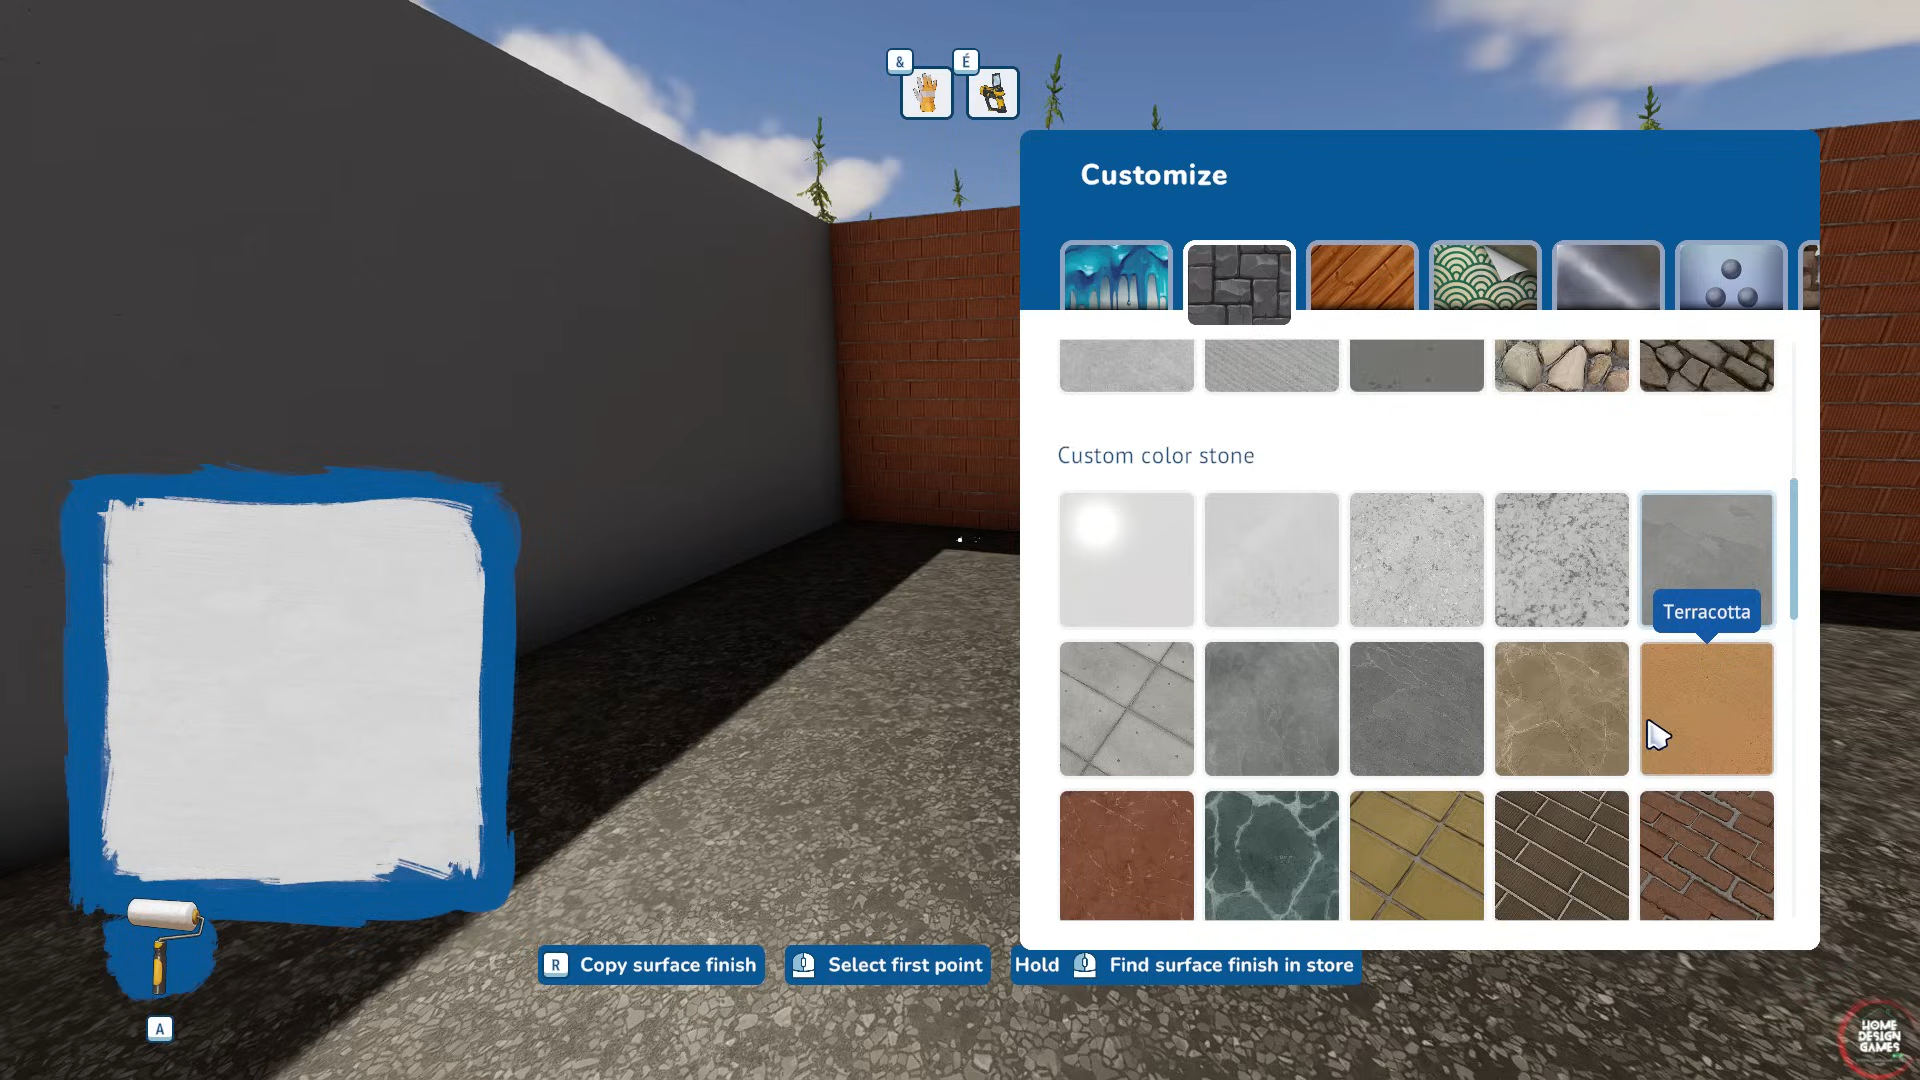 & É
Customize
Custom color stone
Terracotta
R Copy surface finish
Select first point
Hold Find surface finish in store
A
HOME
DESIGN
GAMES